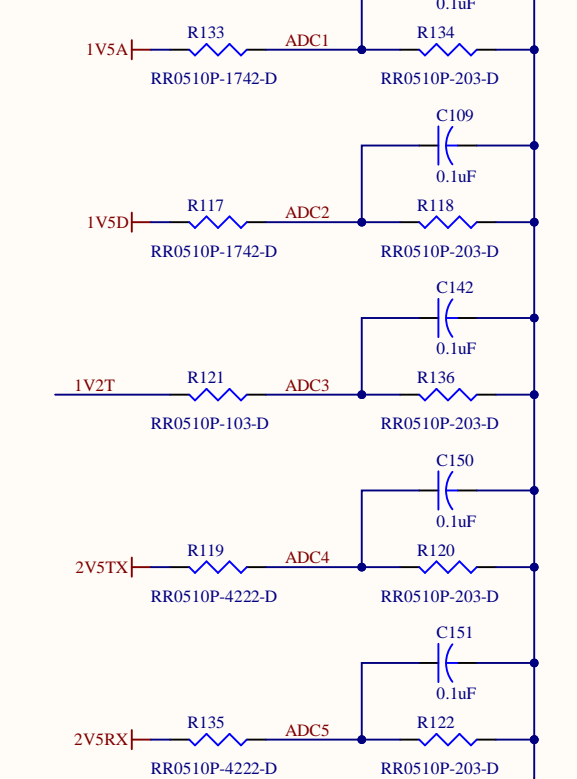 0.1uF
R133 ADC1 R134
1V5A
RR0510P-1742-D RR0510P-203-D
C109
0.1uF
R117 ADC2 R118
1V5D
RR0510P-1742-D RR0510P-203-D
C142
0.1uF
R121 R136
1V2T ADC3
RR0510P-103-D RR0510P-203-D
C150
0.1uF
R119 ADC4 R120
2V5TX
RR0510P-4222-D RR0510P-203-D
C151
0.1uF
R135 ADC5 R122
2V5RX
RR0510P-4222-D RR0510P-203-D